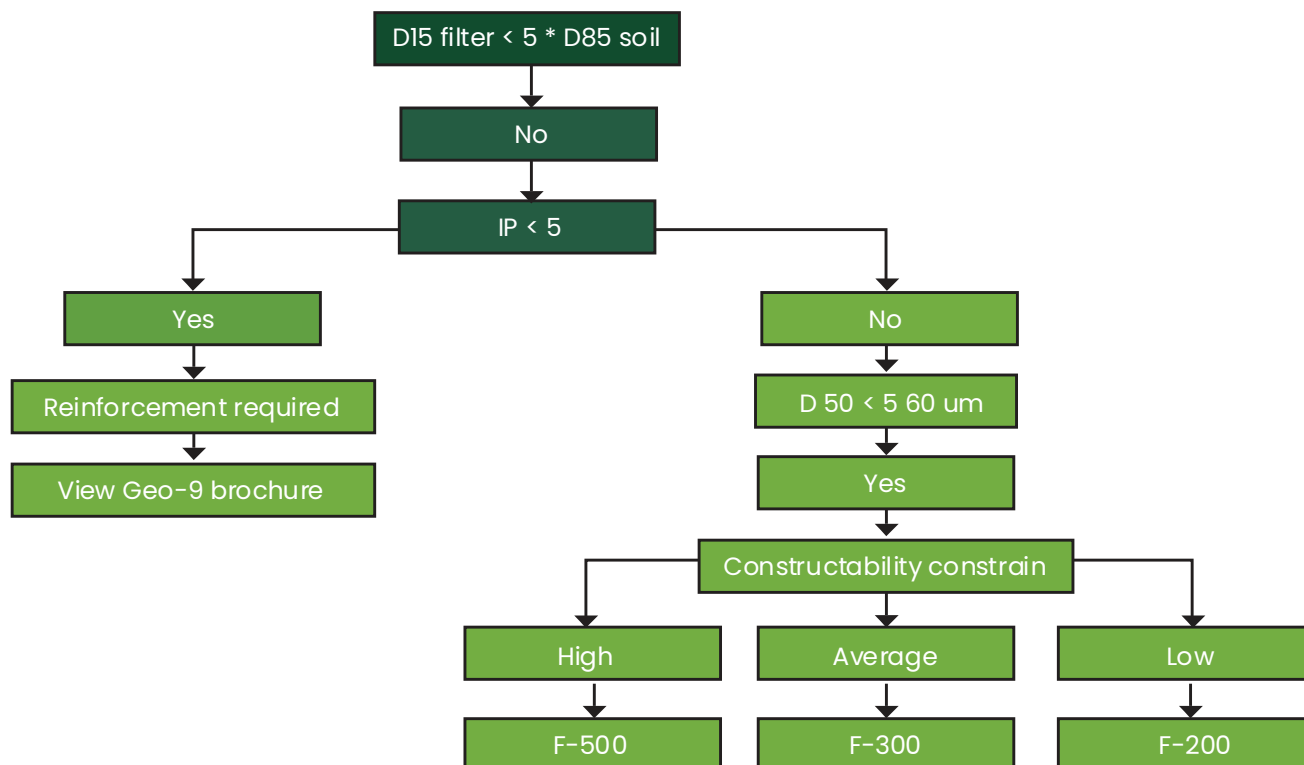 D15 filter < 5 * D85 soil
No
IP < 5
Yes
No
Reinforcement required
D 50 < 5 60 um
View Geo-9 brochure
Yes
Constructability constrain
High
Average
Low
F-500
F-300
F-200